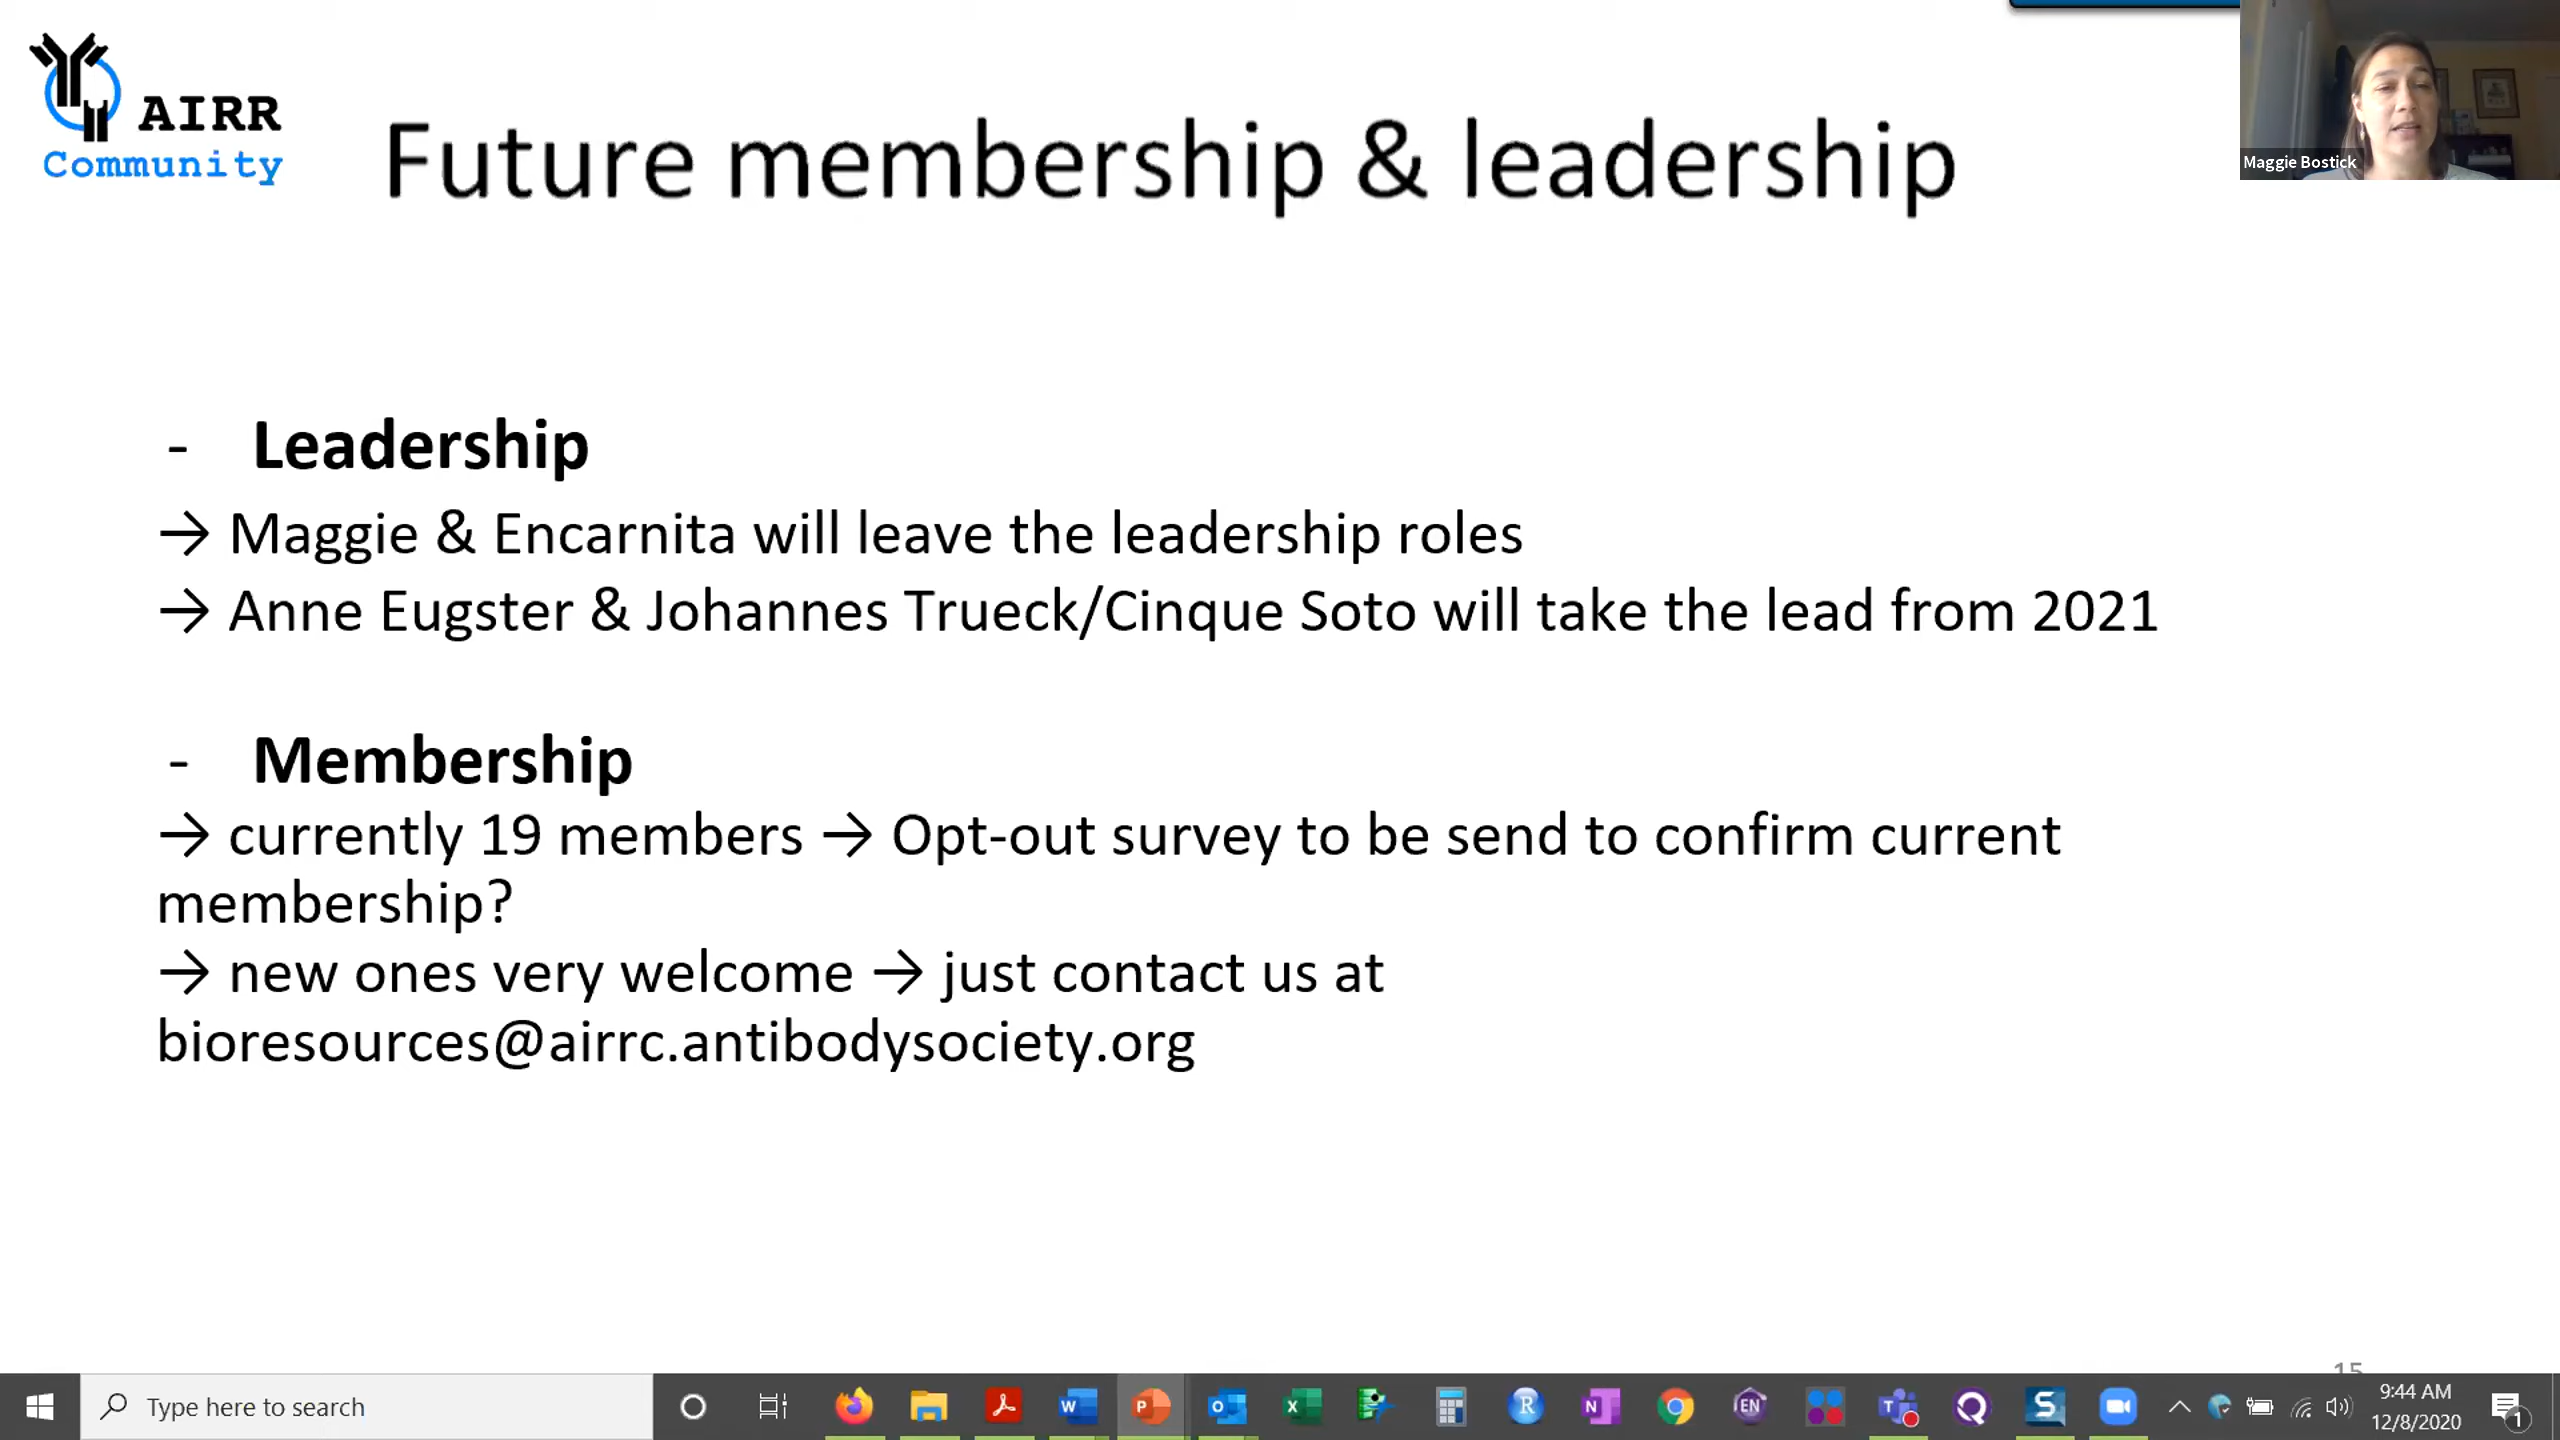 AIRR
Community
Future membership & leadership
Maggie Bostick
- Leadership
→ Maggie & Encarnita will leave the leadership roles
→ Anne Eugster & Johannes Trueck/Cinque Soto will take the lead from 2021
- Membership
→ currently 19 members → Opt-out survey to be send to confirm current
membership?
→ new ones very welcome → just contact us at
bioresources@airrc.antibodysociety.org
15
Type here to search
9:44 AM
12/8/2020
1